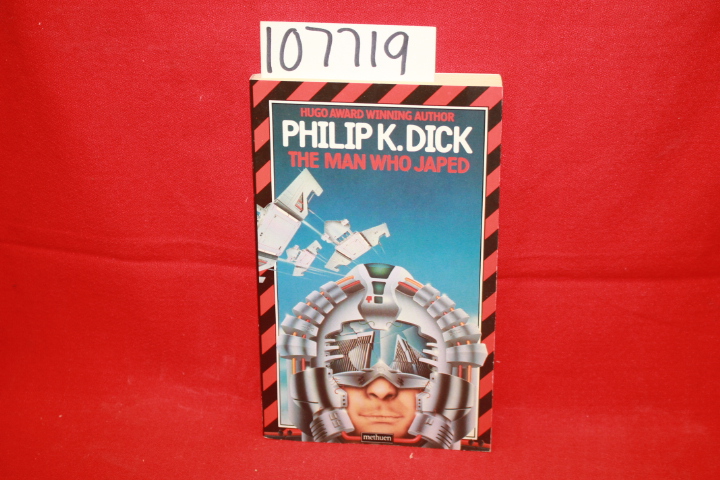 107719
HUGO AWARD WINNING AUTHOR
PHILIP K. DICK
THE MAN WHO JAPED
methuen